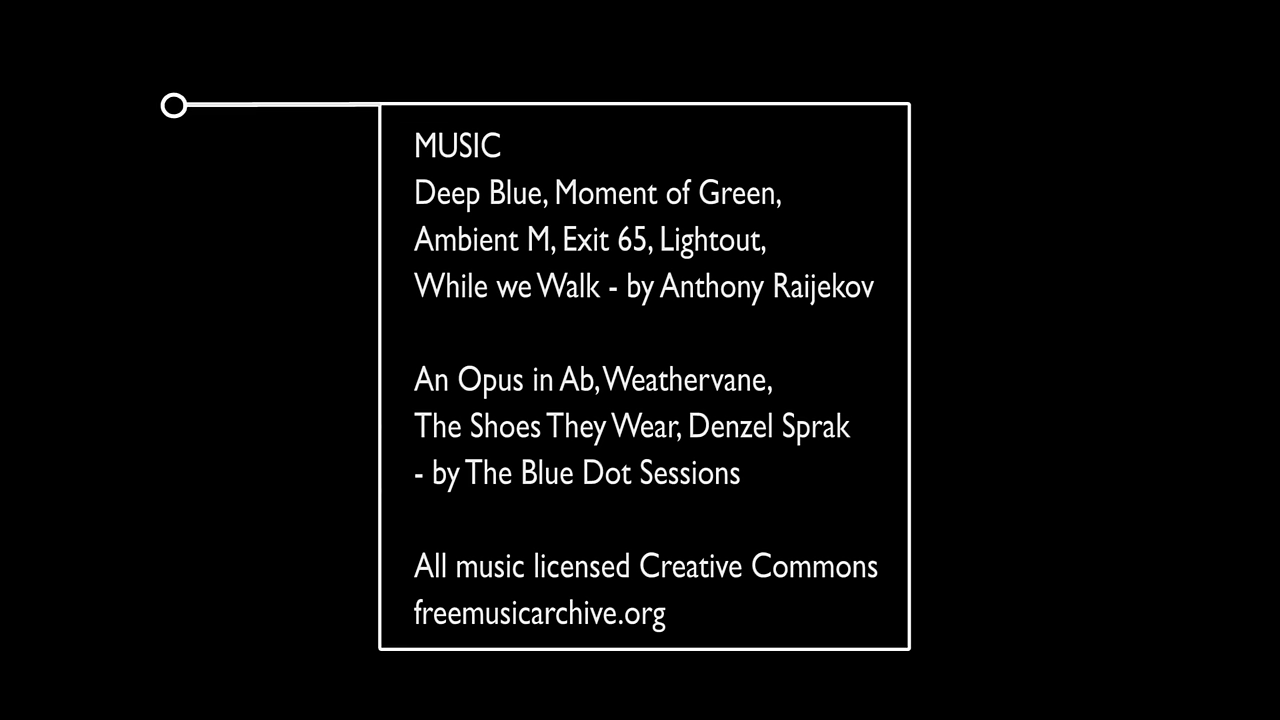 MUSIC
Deep Blue, Moment of Green,
Ambient M, Exit 65, Lightout,
While we Walk - by Anthony Raijekov
An Opus in Ab, Weathervane,
The Shoes They Wear, Denzel Sprak
- by The Blue Dot Sessions
All music licensed Creative Commons
freemusicarchive.org